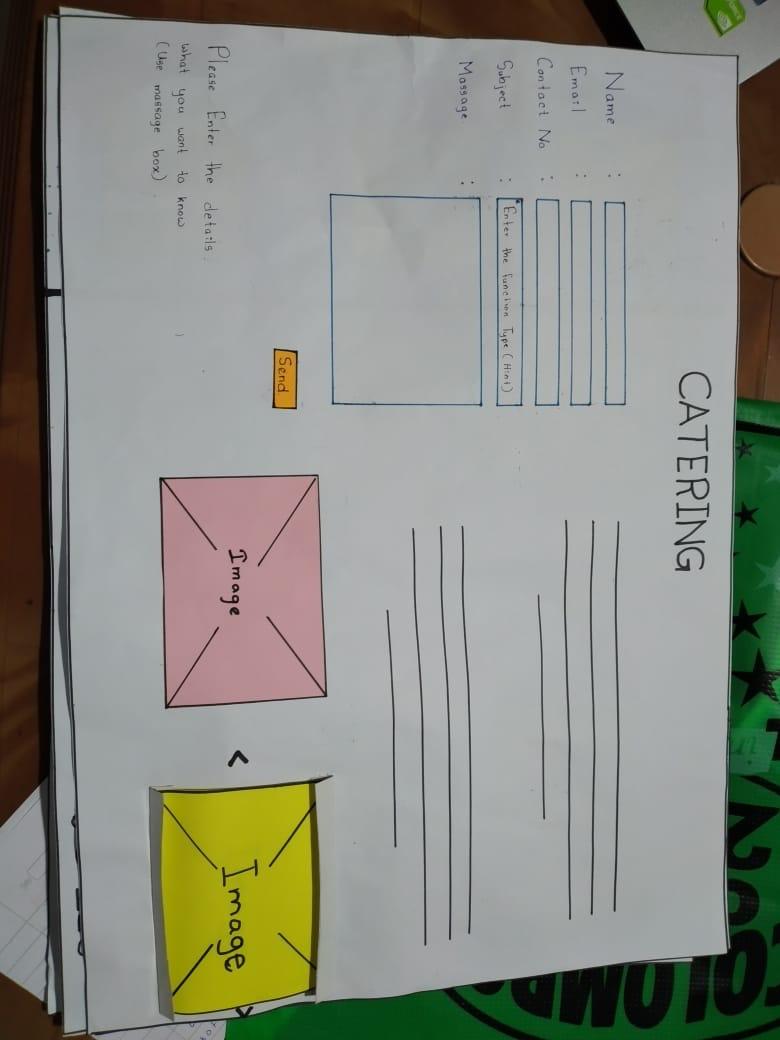 CATERING
Name :
Email :
Contact No :
Subject : Enter the function Type (Hint)
Massage :
Send
Please Enter the details.
what you want to know
(Use massage box)
Image
<
Image
>